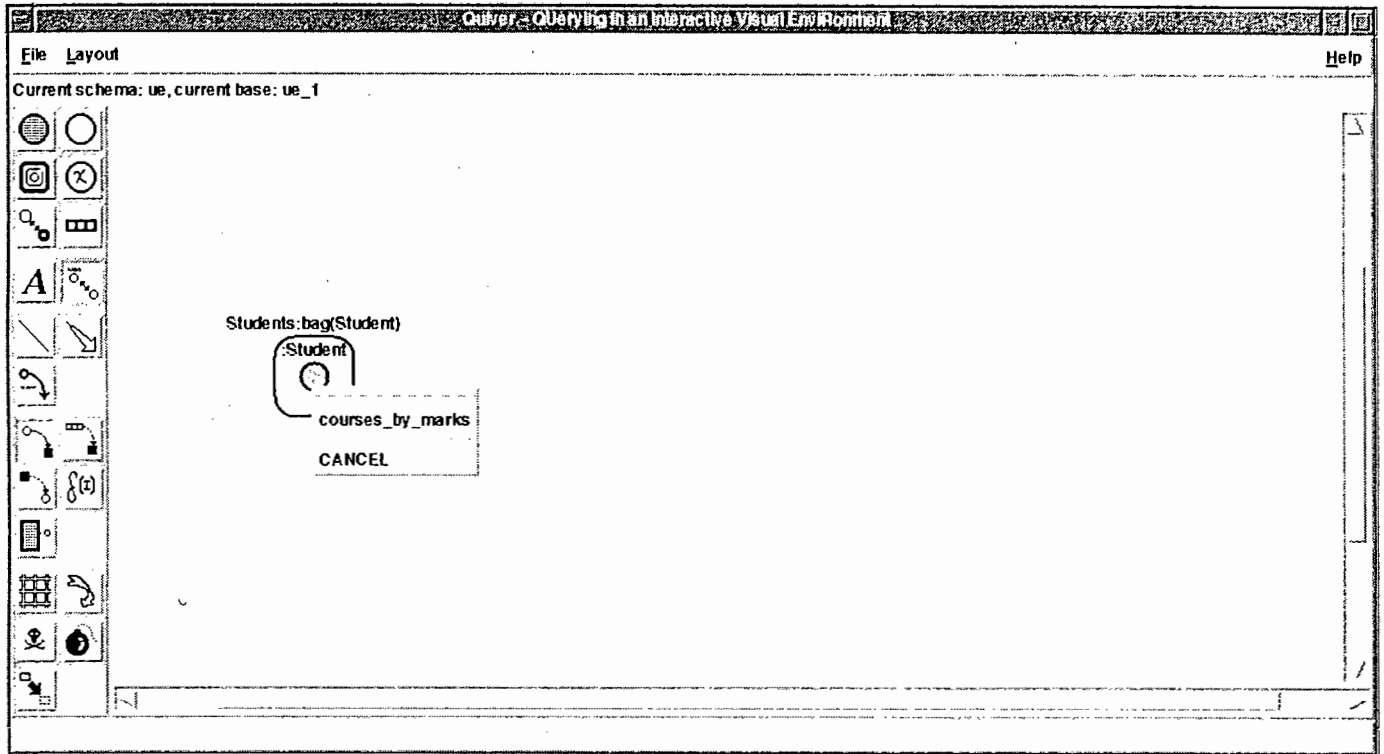 Quiver - QUerying in an Interactive Visual EnviRonment
File Layout Help
Current schema: ue, current base: ue_1
A
Students:bag(Student)
:Student
courses_by_marks
CANCEL